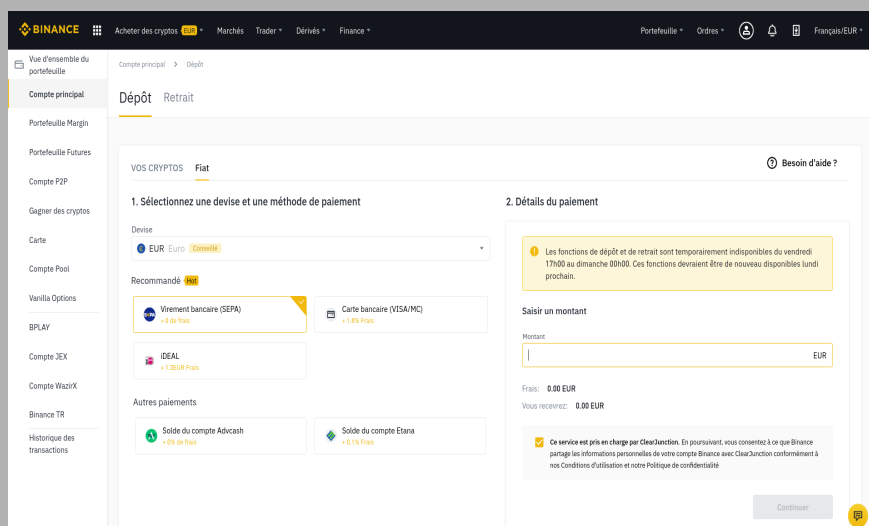 BINANCE
Acheter des cryptos EUR
Marchés
Trader
Dérivés
Finance
Portefeuille
Ordres
Français/EUR
Vue d'ensemble du
portefeuille
Compte principal
Portefeuille Margin
Portefeuille Futures
Compte P2P
Gagner des cryptos
Carte
Compte Pool
Vanilla Options
BPLAY
Compte JEX
Compte WazirX
Binance TR
Historique des
transactions
Compte principal > Dépôt
Dépôt Retrait
VOS CRYPTOS Fiat
Besoin d'aide ?
1. Sélectionnez une devise et une méthode de paiement
Devise
EUR Euro Conseillé
Recommandé Hot
SEPA
Virement bancaire (SEPA)
+ 0 de frais
Carte bancaire (VISA/MC)
+ 1.8% Frais
iDEAL
+ 1.3EUR Frais
Autres paiements
Solde du compte Advcash
+ 0% de frais
Solde du compte Etana
+ 0.1% Frais
2. Détails du paiement
Les fonctions de dépôt et de retrait sont temporairement indisponibles du vendredi
17h00 au dimanche 00h00. Ces fonctions devraient être de nouveau disponibles lundi
prochain.
Saisir un montant
Montant
EUR
Frais: 0.00 EUR
Vous recevrez: 0.00 EUR
Ce service est pris en charge par ClearJunction. En poursuivant, vous consentez à ce que Binance
partage les informations personnelles de votre compte Binance avec ClearJunction conformément à
nos Conditions d'utilisation et notre Politique de confidentialité
Continuer